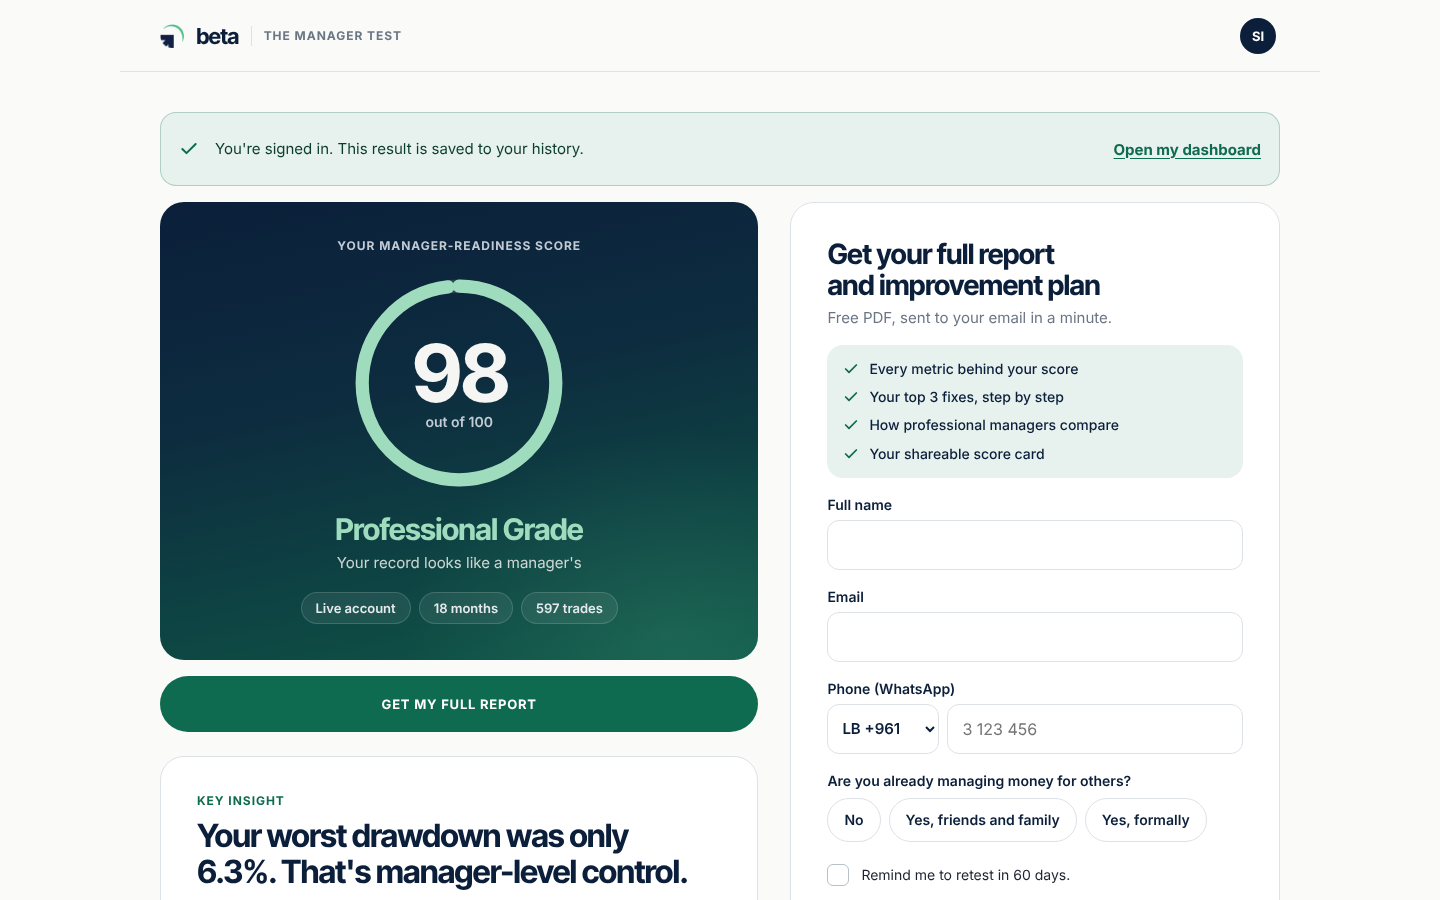 beta
THE MANAGER TEST
SI
You're signed in. This result is saved to your history.
Open my dashboard
YOUR MANAGER-READINESS SCORE
98
out of 100
Professional Grade
Your record looks like a manager's
Live account
18 months
597 trades
GET MY FULL REPORT
KEY INSIGHT
Your worst drawdown was only
6.3%. That's manager-level control.
Get your full report
and improvement plan
Free PDF, sent to your email in a minute.
Every metric behind your score
Your top 3 fixes, step by step
How professional managers compare
Your shareable score card
Full name
Email
Phone (WhatsApp)
LB +961
3 123 456
Are you already managing money for others?
No
Yes, friends and family
Yes, formally
Remind me to retest in 60 days.